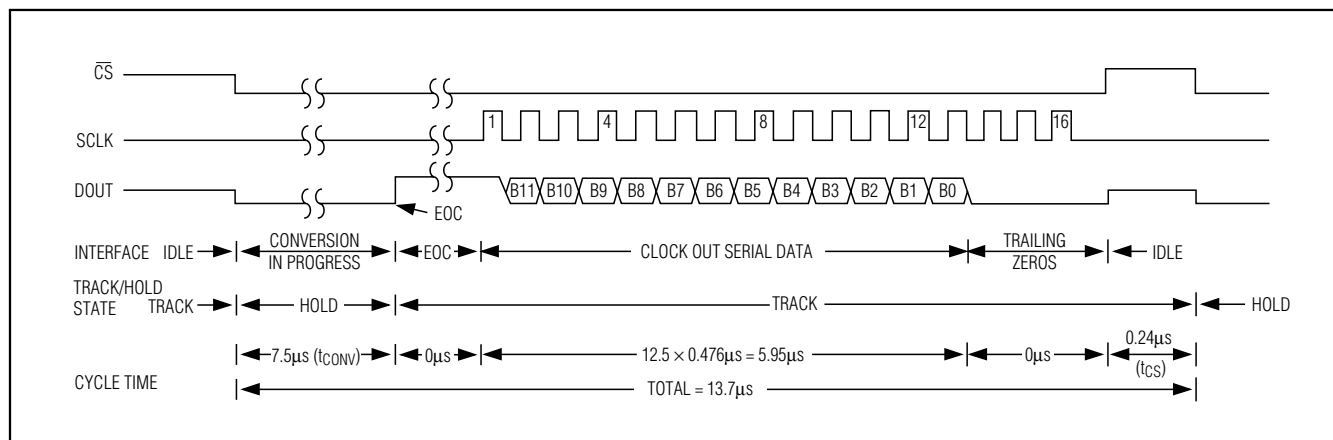 CS
SCLK 1 4 8 12 16
DOUT B11 B10 B9 B8 B7 B6 B5 B4 B3 B2 B1 B0
EOC
INTERFACE IDLE CONVERSION IN PROGRESS EOC CLOCK OUT SERIAL DATA TRAILING ZEROS IDLE
TRACK/HOLD
STATE TRACK HOLD TRACK HOLD
7.5µs (tCONV) 0µs 12.5 × 0.476µs = 5.95µs 0µs 0.24µs (tCS)
CYCLE TIME
TOTAL = 13.7µs